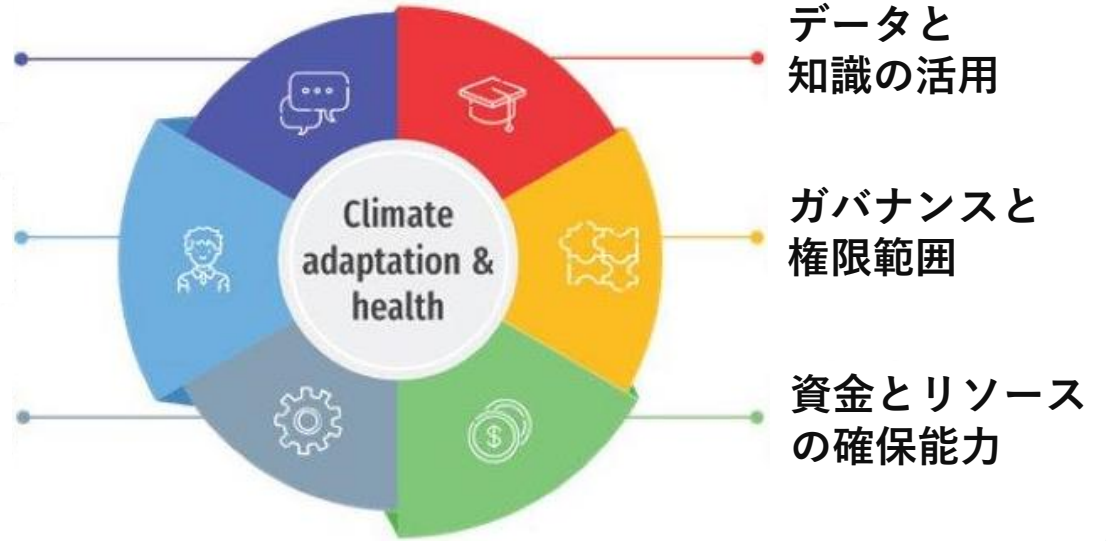 データと
知識の活用
Climate
adaptation &
health
ガバナンスと
権限範囲
資金とリソース
の確保能力
$